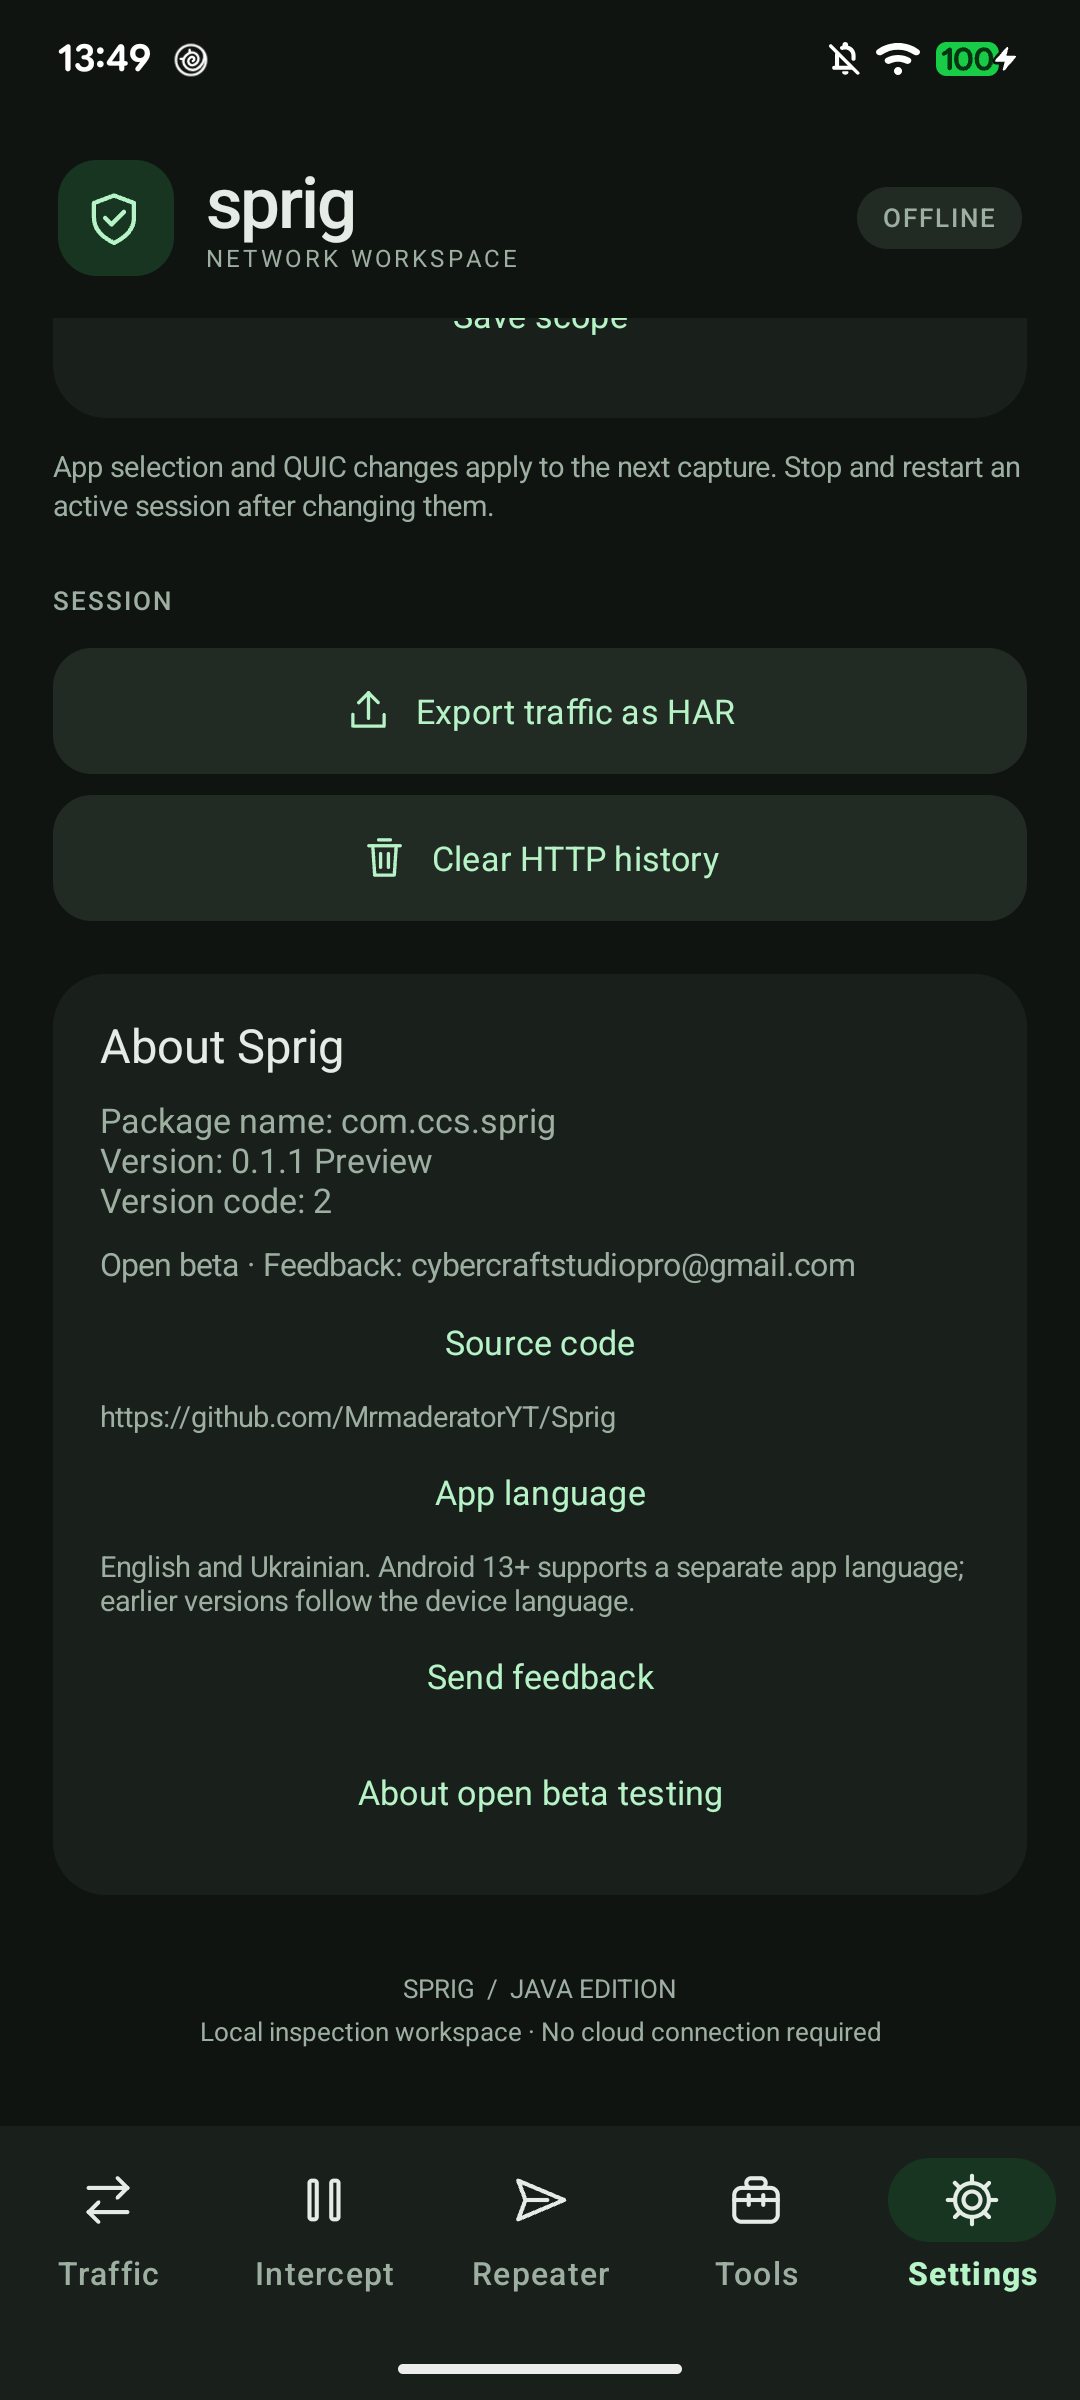 13:49
100
sprig
NETWORK WORKSPACE
OFFLINE
Save scope
App selection and QUIC changes apply to the next capture. Stop and restart an
active session after changing them.
SESSION
Export traffic as HAR
Clear HTTP history
About Sprig
Package name: com.ccs.sprig
Version: 0.1.1 Preview
Version code: 2
Open beta · Feedback: cybercraftstudiopro@gmail.com
Source code
https://github.com/MrmaderatorYT/Sprig
App language
English and Ukrainian. Android 13+ supports a separate app language;
earlier versions follow the device language.
Send feedback
About open beta testing
SPRIG / JAVA EDITION
Local inspection workspace · No cloud connection required
Traffic
Intercept
Repeater
Tools
Settings